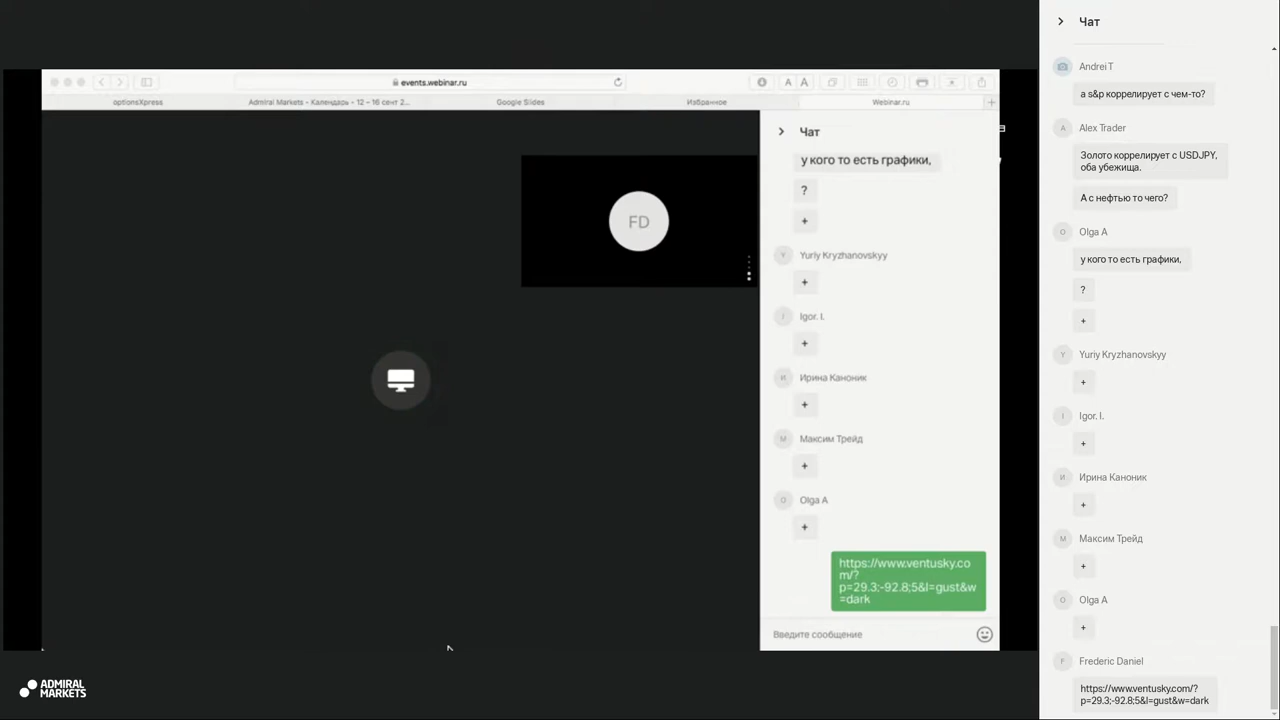 events.webinar.ru
A A
optionsXpress
Admiral Markets - Календарь - 12 - 16 сент 2...
Google Slides
Избранное
Webinar.ru
+
FD
Чат
у кого то есть графики,
?
+
Y
Yuriy Kryzhanovskyy
+
I
Igor. I.
+
И
Ирина Каноник
+
М
Максим Трейд
+
O
Olga A
+
https://www.ventusky.co
m/?
p=29.3;-92.8;5&l=gust&w
=dark
Введите сообщение
ADMIRAL
MARKETS
Чат
Andrei T
а s&p коррелирует с чем-то?
A
Alex Trader
Золото коррелирует с USDJPY,
оба убежища.
А с нефтью то чего?
O
Olga A
у кого то есть графики,
?
+
Y
Yuriy Kryzhanovskyy
+
I
Igor. I.
+
И
Ирина Каноник
+
М
Максим Трейд
+
O
Olga A
+
F
Frederic Daniel
https://www.ventusky.com/?
p=29.3;-92.8;5&l=gust&w=dark